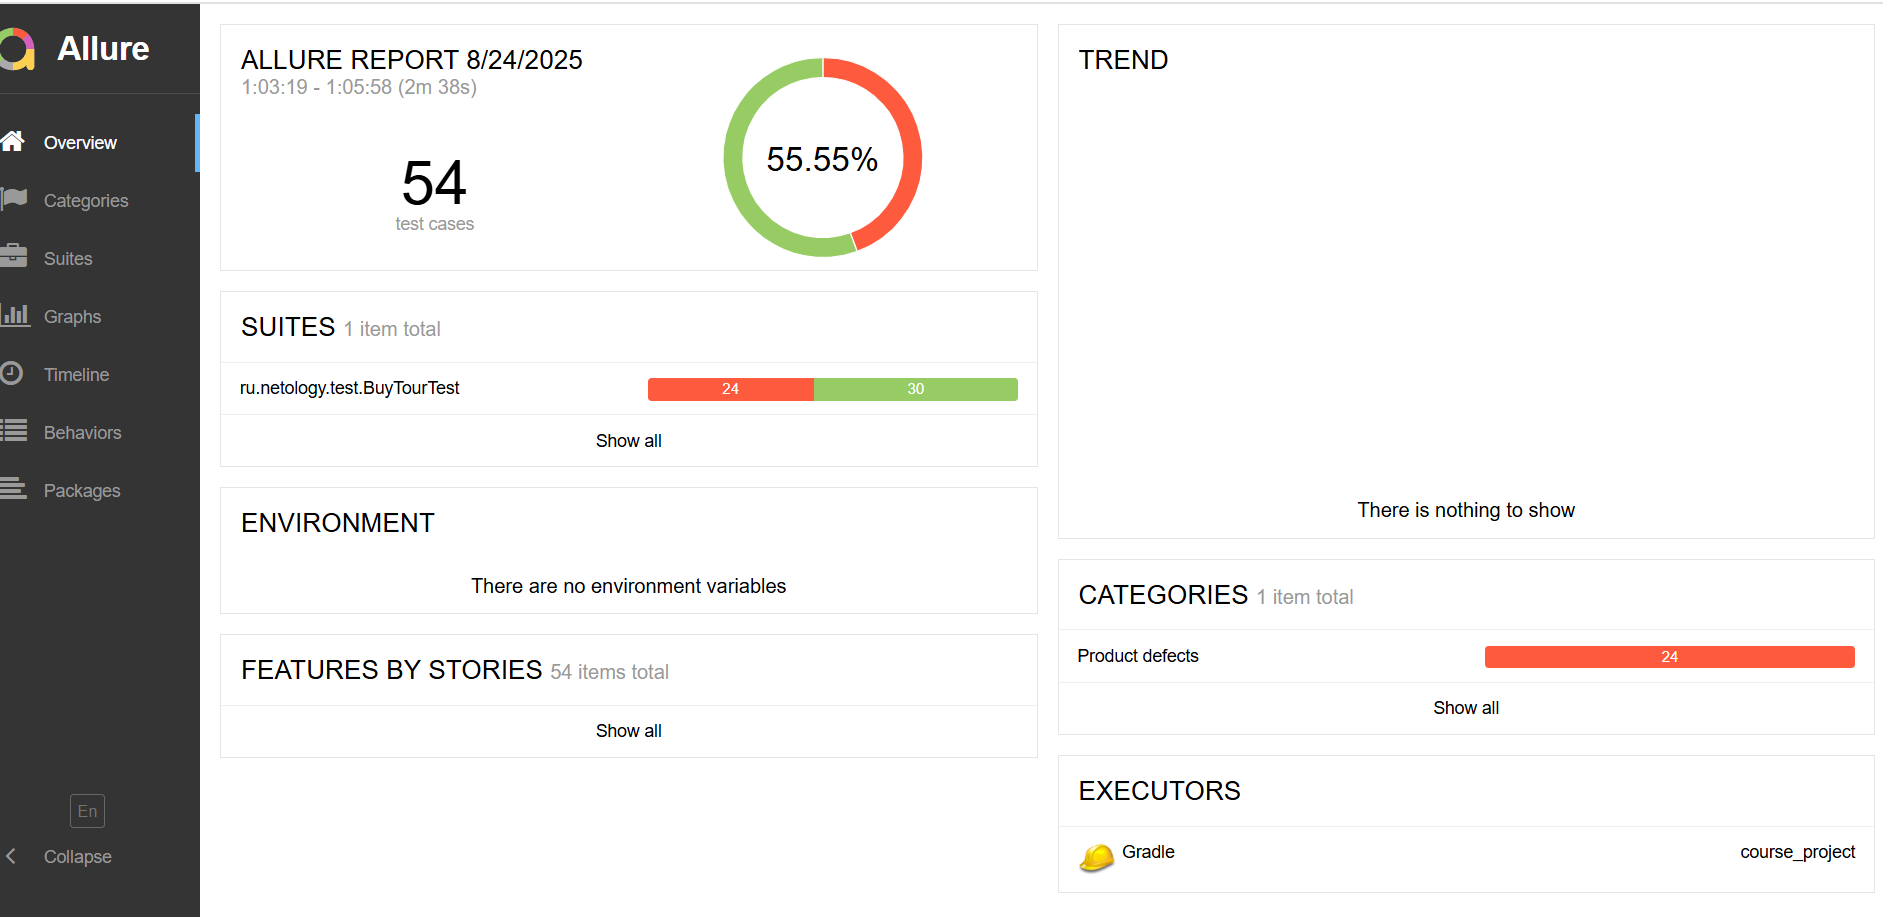 Allure
Overview
Categories
Suites
Graphs
Timeline
Behaviors
Packages
En
Collapse
ALLURE REPORT 8/24/2025
1:03:19 - 1:05:58 (2m 38s)
54
test cases
55.55%
SUITES 1 item total
ru.netology.test.BuyTourTest 24 30
Show all
ENVIRONMENT
There are no environment variables
FEATURES BY STORIES 54 items total
Show all
TREND
There is nothing to show
CATEGORIES 1 item total
Product defects 24
Show all
EXECUTORS
Gradle course_project